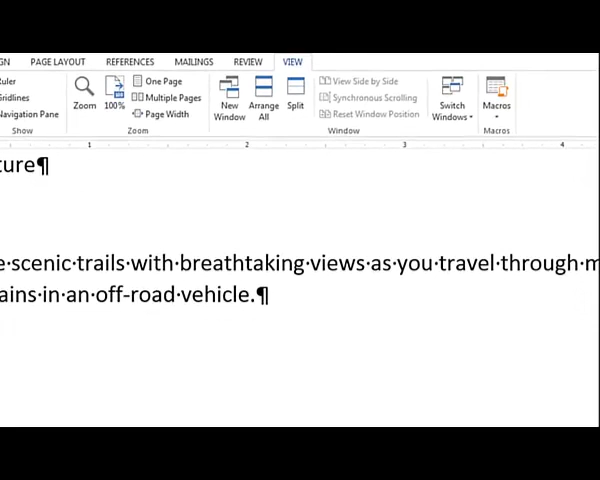 GN PAGE LAYOUT REFERENCES MAILINGS REVIEW VIEW
Ruler
Gridlines
Navigation Pane
Show
Zoom
100%
One Page
Multiple Pages
Page Width
Zoom
New Window
Arrange All
Split
View Side by Side
Synchronous Scrolling
Reset Window Position
Window
Switch Windows
Macros
Macros
1 2 3 4
ture¶
e·scenic·trails·with·breathtaking·views·as·you·travel·through·m
ains·in·an·off-road·vehicle.¶